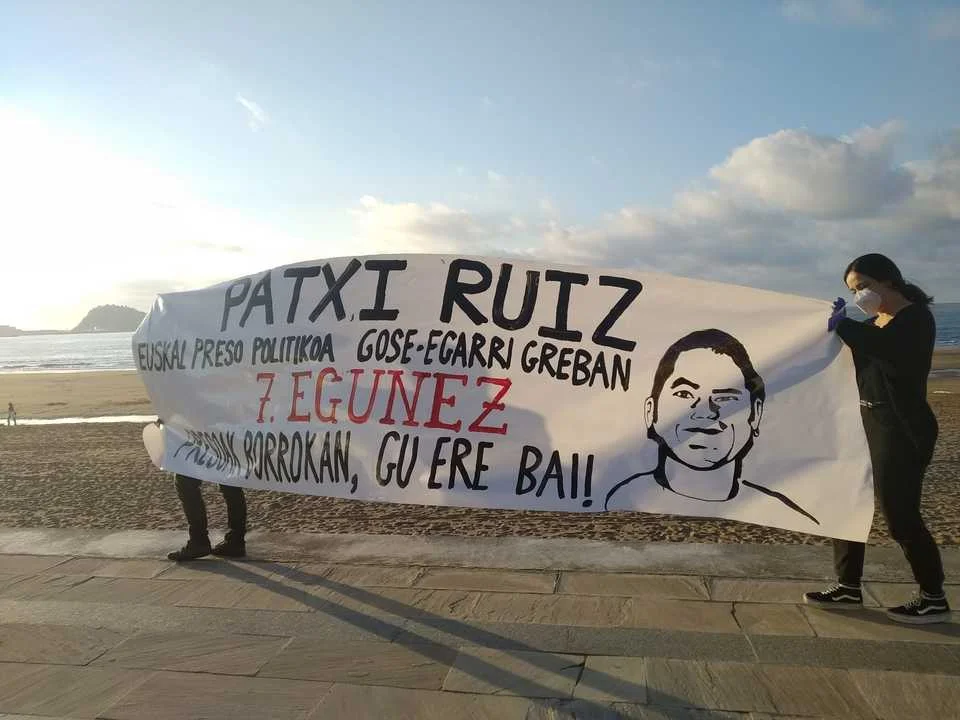 PATXI RUIZ
EUSKAL PRESO POLITIKOA GOSE-EGARRI GREBAN
7. EGUNEZ
PRESOAK BORROKAN, GU ERE BAI!!